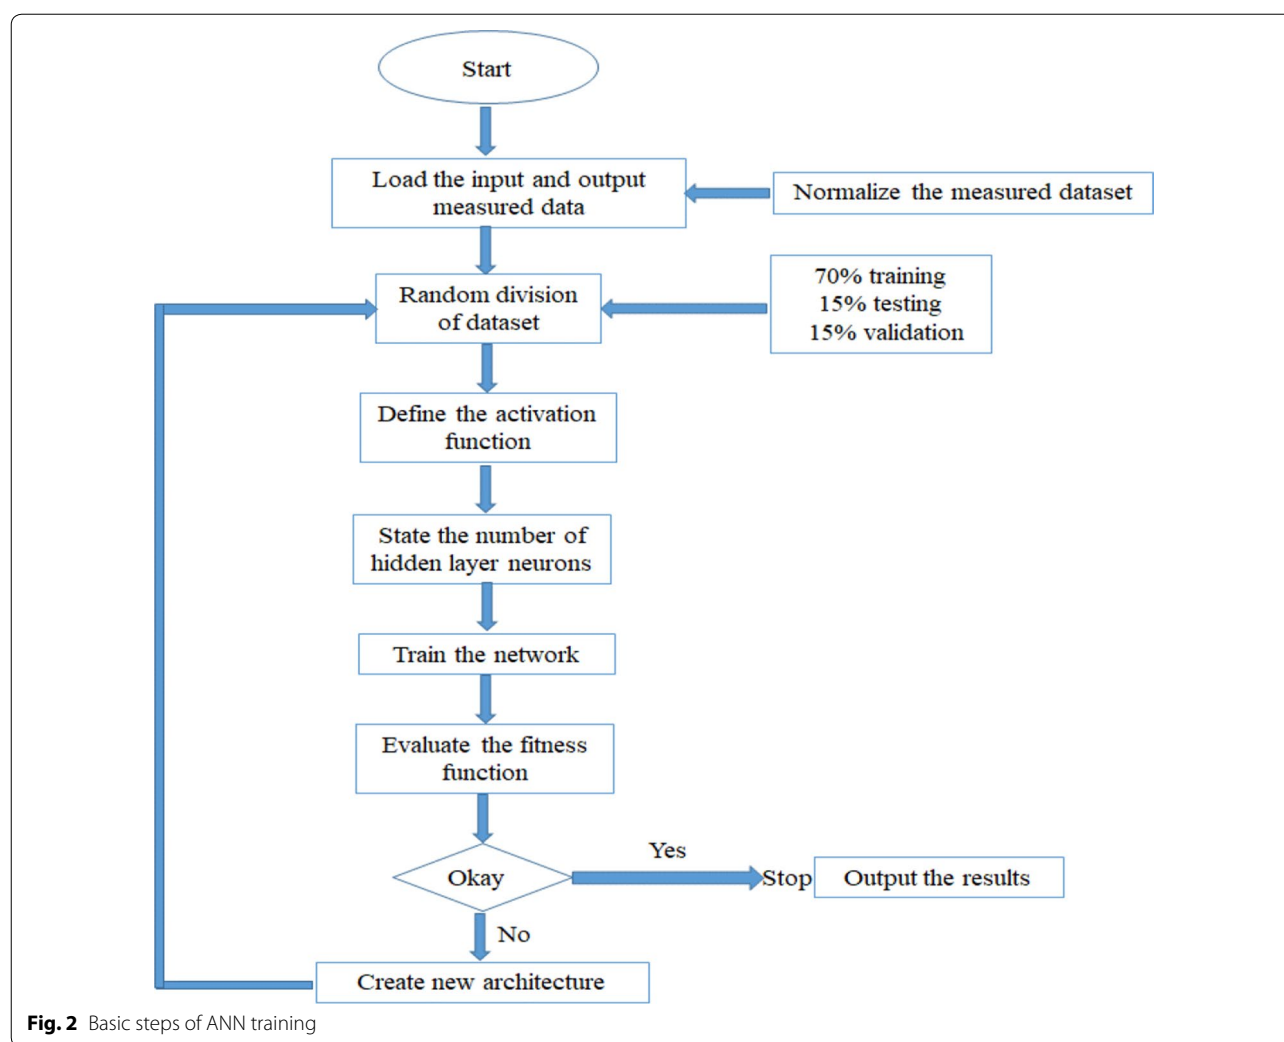 Start
Load the input and output
measured data
Normalize the measured dataset
Random division
of dataset
70% training
15% testing
15% validation
Define the activation
function
State the number of
hidden layer neurons
Train the network
Evaluate the fitness
function
Okay
Yes
Stop
Output the results
No
Create new architecture
Fig. 2 Basic steps of ANN training